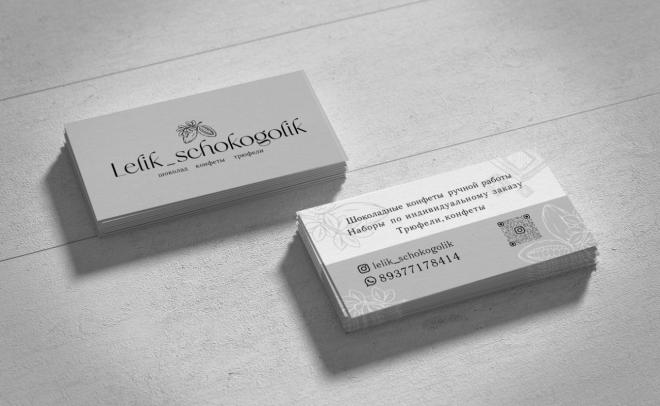 Lelik_schokogolik
шоколад конфеты трюфели
Шоколадные конфеты ручной работы
Наборы по индивидуальному заказу
Трюфели,конфеты
lelik_schokogolik
89377178414